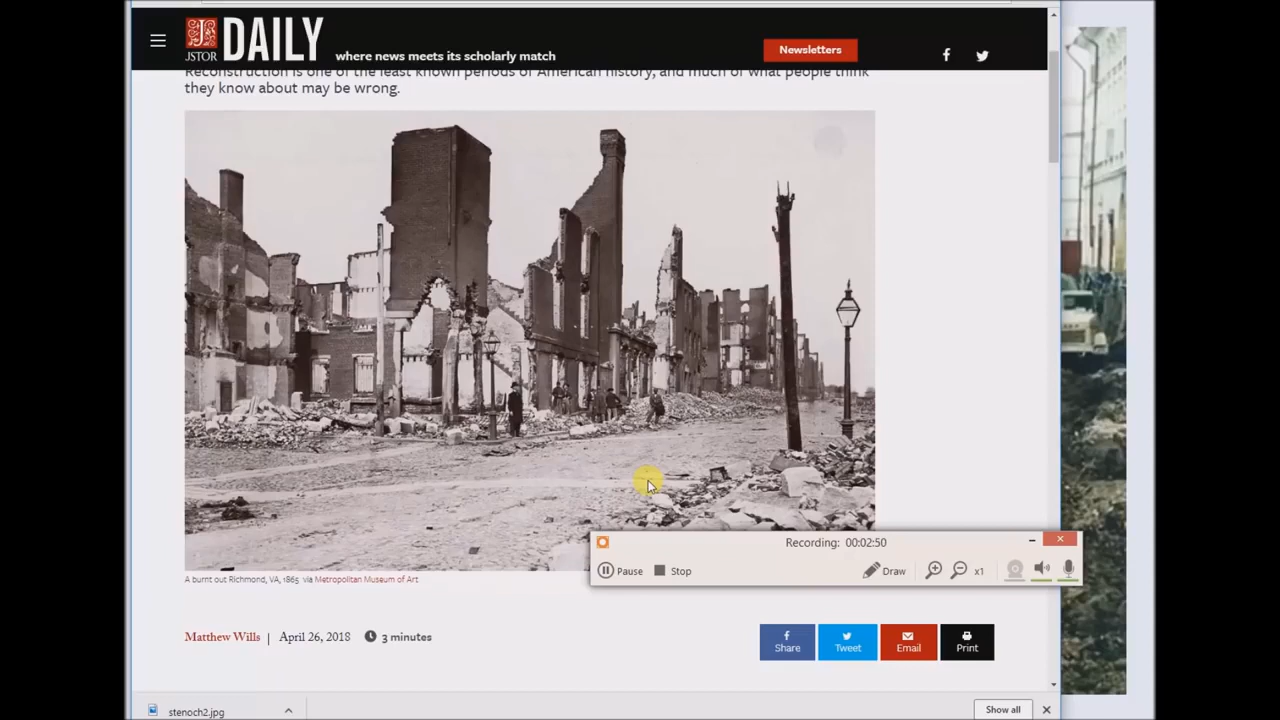 JSTOR DAILY where news meets its scholarly match
Newsletters
Reconstruction is one of the least known periods of American history, and much of what people think
they know about may be wrong.
Recording: 00:02:50
Pause Stop Draw x1
A burnt out Richmond, VA, 1865 via Metropolitan Museum of Art
Matthew Wills | April 26, 2018 3 minutes
Share Tweet Email Print
stenoch2.jpg
Show all